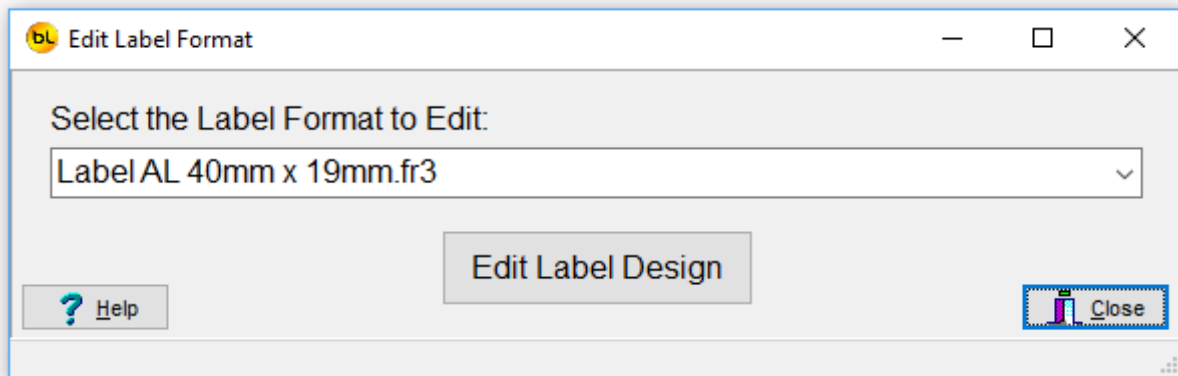 bL Edit Label Format
Select the Label Format to Edit:
Label AL 40mm x 19mm.fr3
Edit Label Design
Help
Close